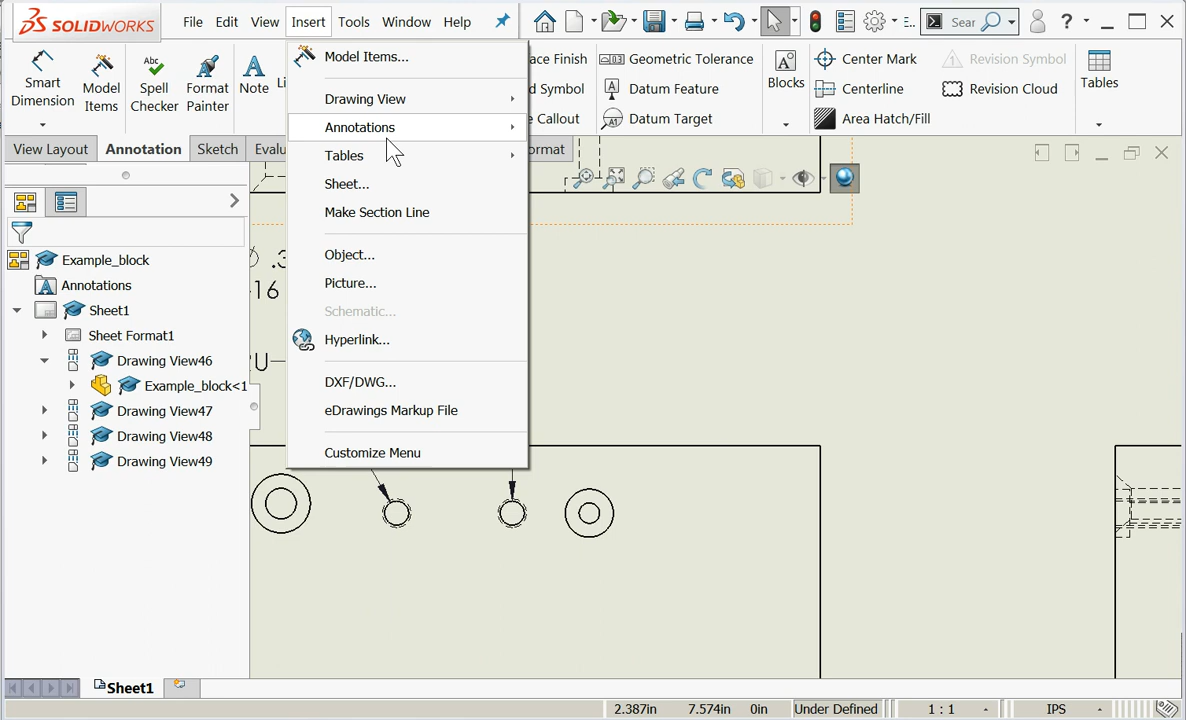 SOLIDWORKS
File Edit View Insert Tools Window Help
Sear
Smart Dimension
Model Items
Abc
Spell Checker
Format Painter
Note
ace Finish
d Symbol
e Callout
Geometric Tolerance
Datum Feature
Datum Target
Blocks
Center Mark
Centerline
Area Hatch/Fill
Revision Symbol
Revision Cloud
Tables
View Layout Annotation Sketch Evalu ormat
Model Items...
Drawing View
Annotations
Tables
Sheet...
Make Section Line
Object...
Picture...
Schematic...
Hyperlink...
DXF/DWG...
eDrawings Markup File
Customize Menu
Example_block
Annotations
Sheet1
Sheet Format1
Drawing View46
Example_block<1
Drawing View47
Drawing View48
Drawing View49
-16
Sheet1
2.387in 7.574in 0in Under Defined 1 : 1 IPS